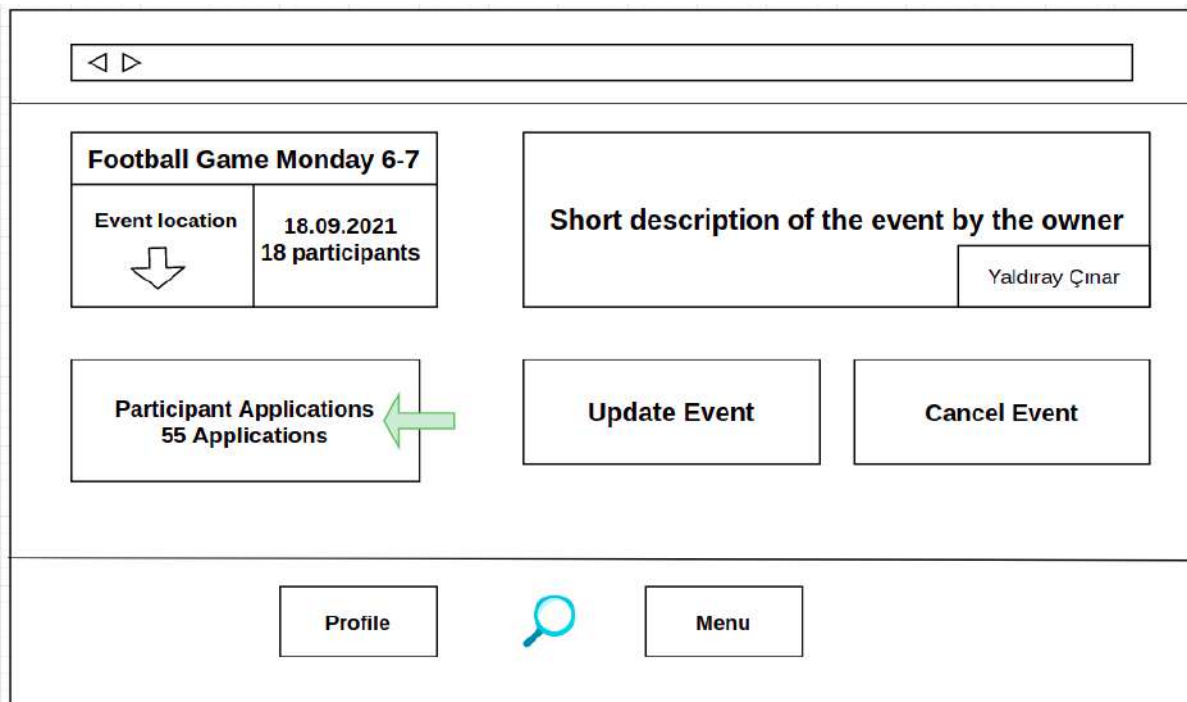 Football Game Monday 6-7
Event location
18.09.2021
18 participants
Short description of the event by the owner
Yaldıray Çınar
Participant Applications
55 Applications
Update Event
Cancel Event
Profile
Menu